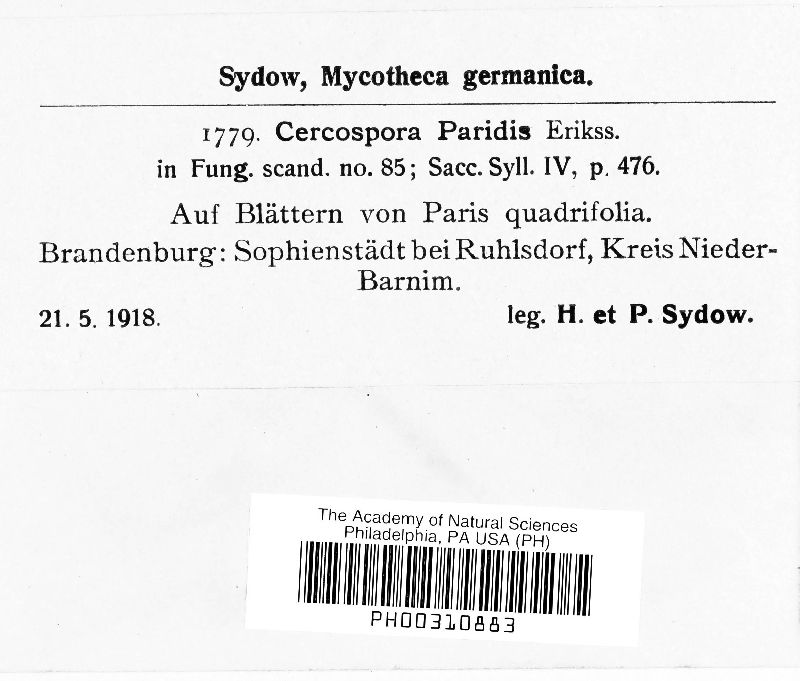 Sydow, Mycotheca germanica.
1779. Cercospora Paridis Erikss.
in Fung. scand. no. 85; Sacc. Syll. IV, p. 476.
Auf Blättern von Paris quadrifolia.
Brandenburg: Sophienstädt bei Ruhlsdorf, Kreis Nieder-
Barnim.
21. 5. 1918. leg. H. et P. Sydow.
The Academy of Natural Sciences
Philadelphia, PA USA (PH)
PH00310883